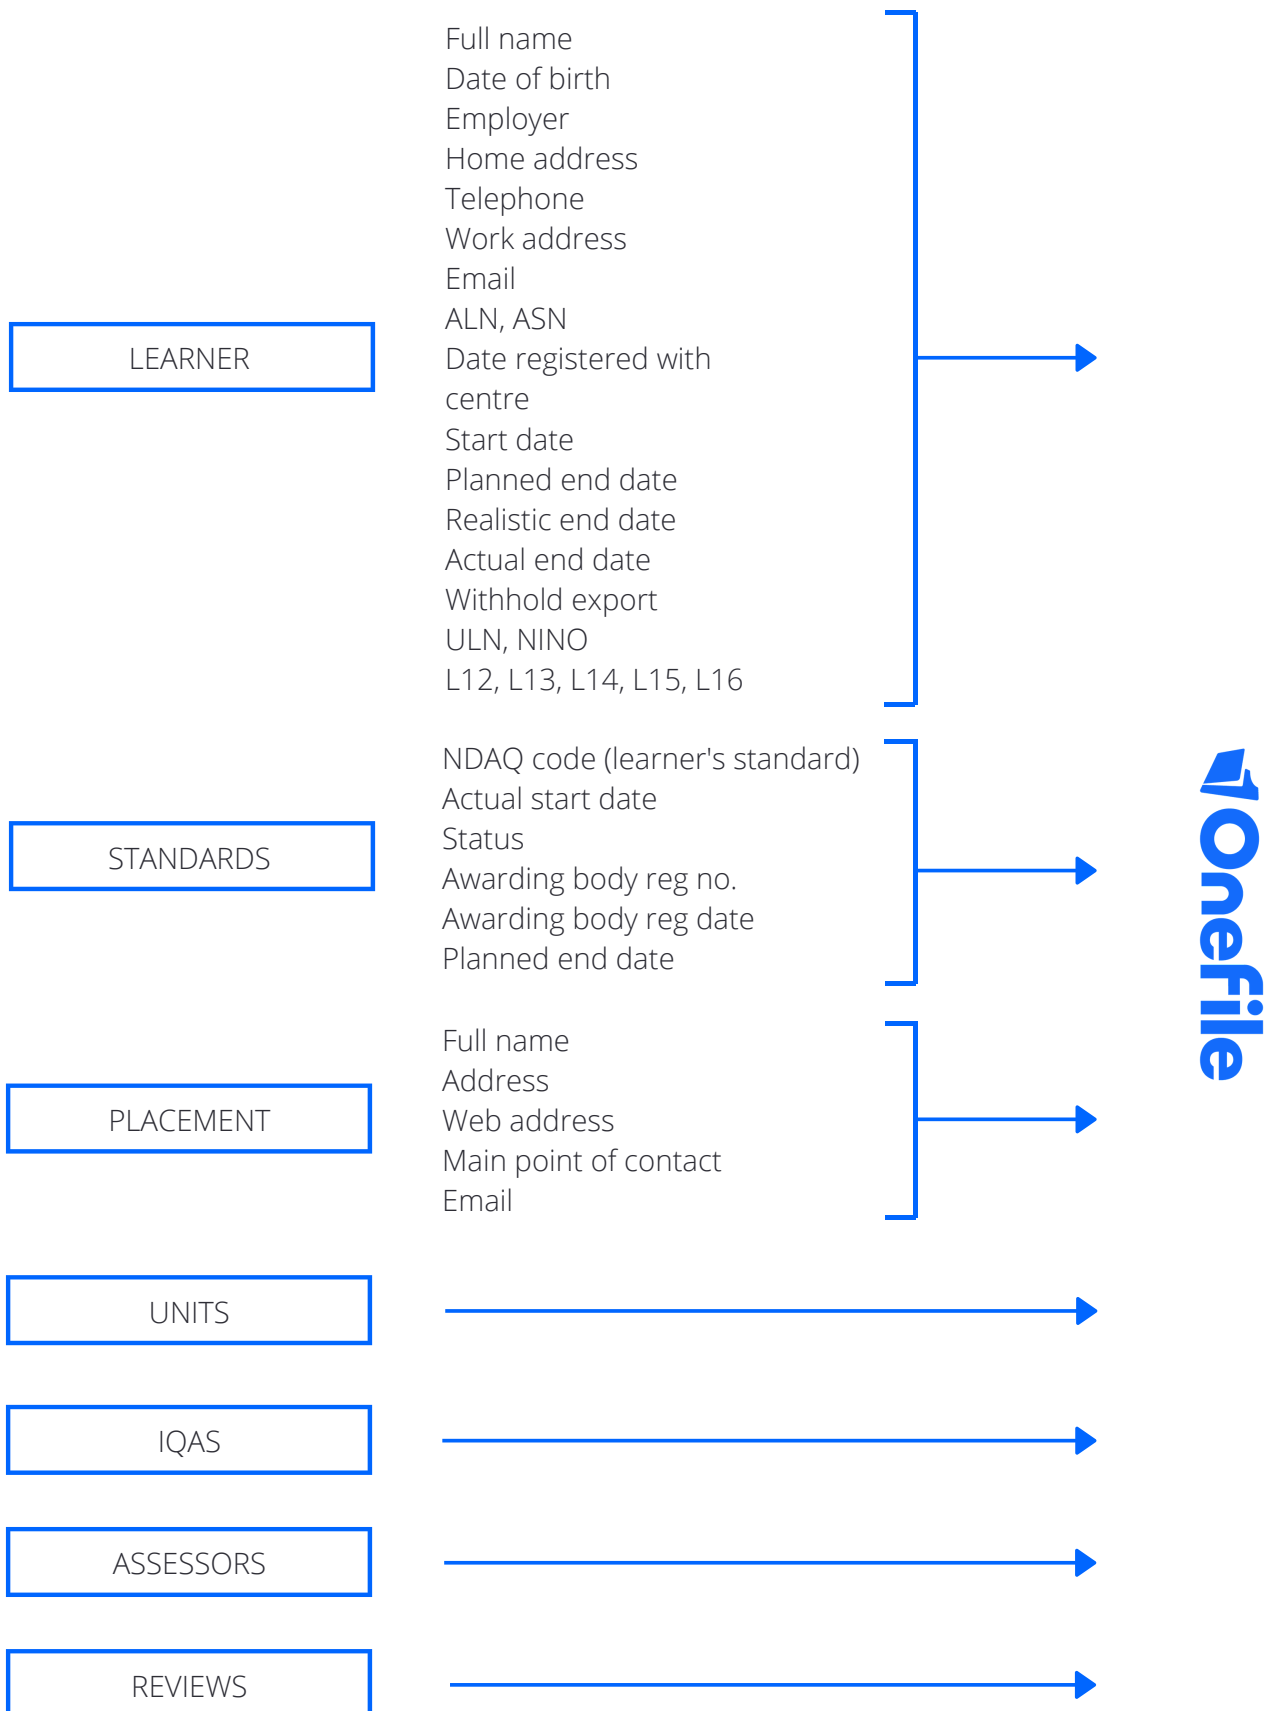 LEARNER
Full name
Date of birth
Employer
Home address
Telephone
Work address
Email
ALN, ASN
Date registered with
centre
Start date
Planned end date
Realistic end date
Actual end date
Withhold export
ULN, NINO
L12, L13, L14, L15, L16
STANDARDS
NDAQ code (learner's standard)
Actual start date
Status
Awarding body reg no.
Awarding body reg date
Planned end date
PLACEMENT
Full name
Address
Web address
Main point of contact
Email
UNITS
IQAS
ASSESSORS
REVIEWS
Onefile